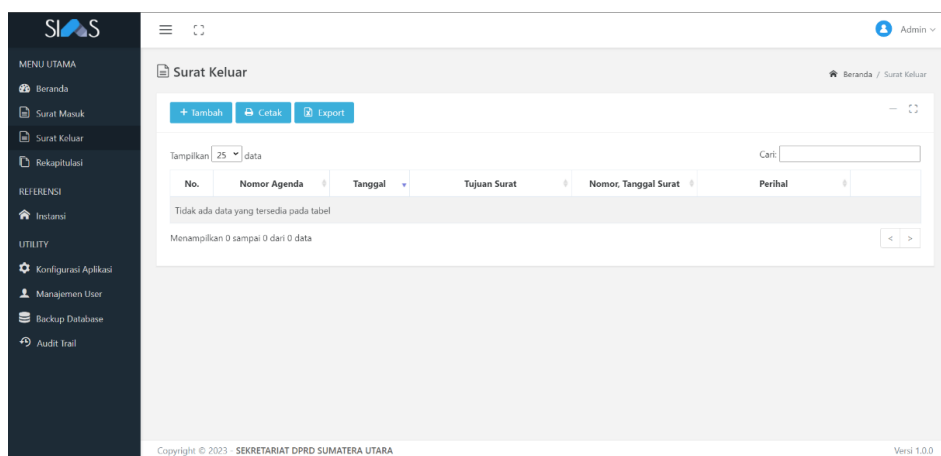 SIAS
Admin
MENU UTAMA
Beranda
Surat Masuk
Surat Keluar
Rekapitulasi
REFERENSI
Instansi
UTILITY
Konfigurasi Aplikasi
Manajemen User
Backup Database
Audit Trail
Surat Keluar
Beranda / Surat Keluar
+ Tambah Cetak Export
Tampilkan 25 data Cari:
No. Nomor Agenda Tanggal Tujuan Surat Nomor, Tanggal Surat Perihal
Tidak ada data yang tersedia pada tabel
Menampilkan 0 sampai 0 dari 0 data < >
Copyright © 2023 - SEKRETARIAT DPRD SUMATERA UTARA Versi 1.0.0